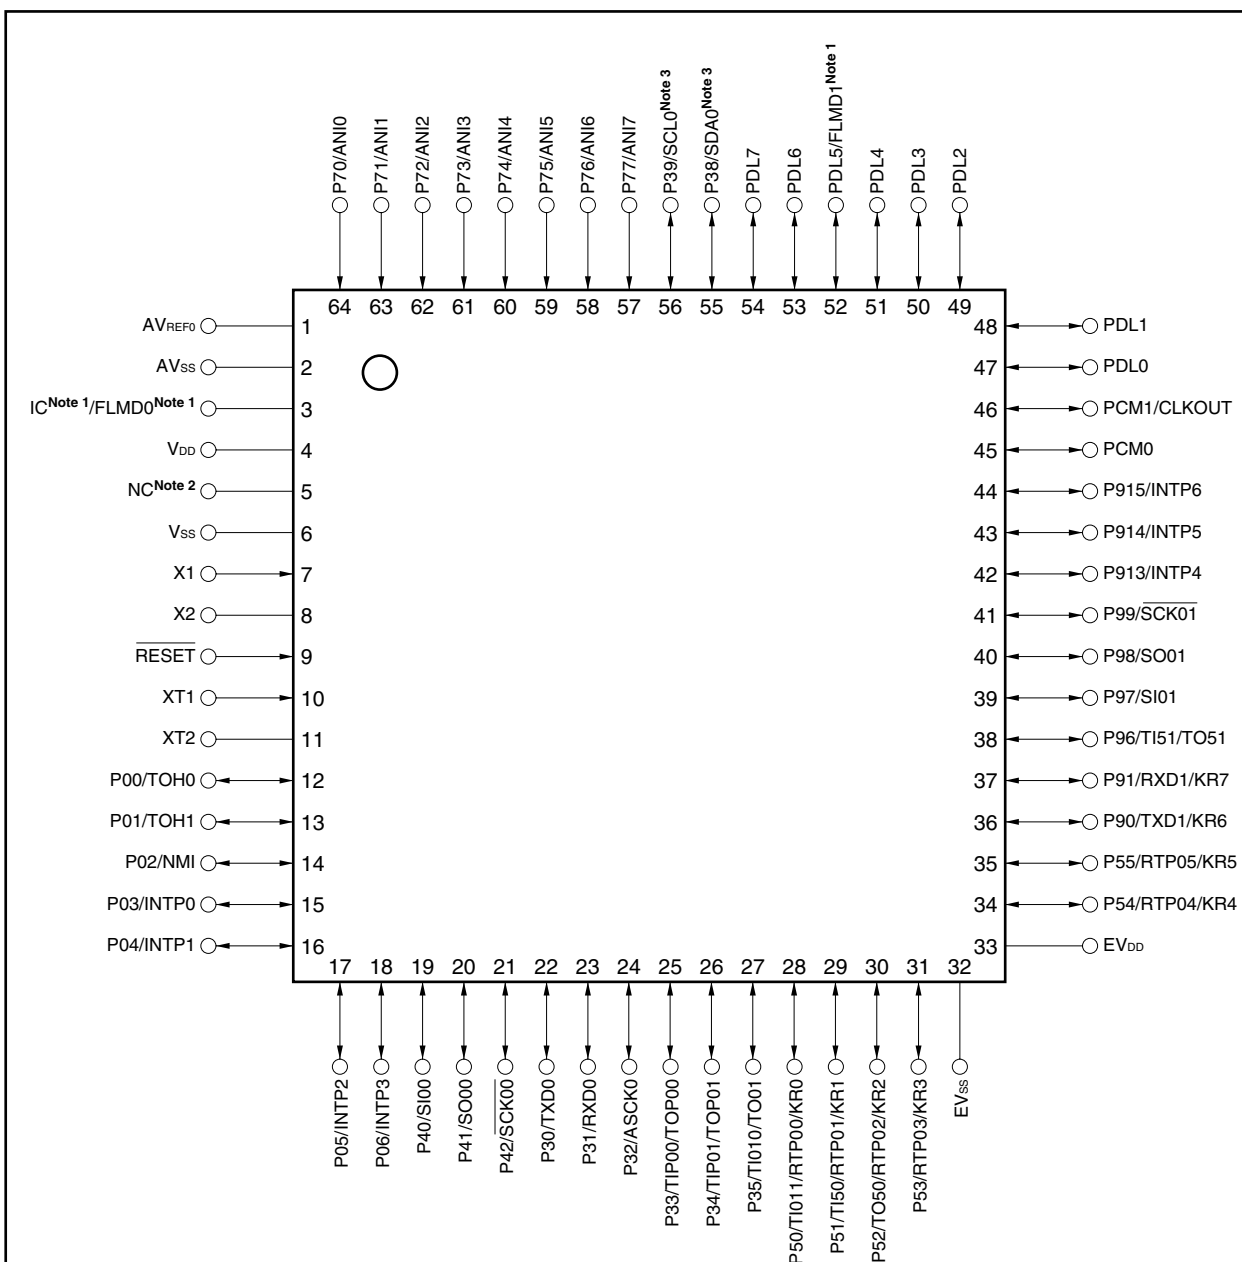 P70/ANI0
P71/ANI1
P72/ANI2
P73/ANI3
P74/ANI4
P75/ANI5
P76/ANI6
P77/ANI7
P39/SCL0Note 3
P38/SDA0Note 3
PDL7
PDL6
PDL5/FLMD1Note 1
PDL4
PDL3
PDL2
64 63 62 61 60 59 58 57 56 55 54 53 52 51 50 49
AVREF0 1
AVSS 2
ICNote 1/FLMD0Note 1 3
VDD 4
NCNote 2 5
VSS 6
X1 7
X2 8
RESET 9
XT1 10
XT2 11
P00/TOH0 12
P01/TOH1 13
P02/NMI 14
P03/INTP0 15
P04/INTP1 16
48 PDL1
47 PDL0
46 PCM1/CLKOUT
45 PCM0
44 P915/INTP6
43 P914/INTP5
42 P913/INTP4
41 P99/SCK01
40 P98/SO01
39 P97/SI01
38 P96/TI51/TO51
37 P91/RXD1/KR7
36 P90/TXD1/KR6
35 P55/RTP05/KR5
34 P54/RTP04/KR4
33 EVDD
17 18 19 20 21 22 23 24 25 26 27 28 29 30 31 32
P05/INTP2
P06/INTP3
P40/SI00
P41/SO00
P42/SCK00
P30/TXD0
P31/RXD0
P32/ASCK0
P33/TIP00/TOP00
P34/TIP01/TOP01
P35/TI010/TO01
P50/TI011/RTP00/KR0
P51/TI50/RTP01/KR1
P52/TO50/RTP02/KR2
P53/RTP03/KR3
EVSS